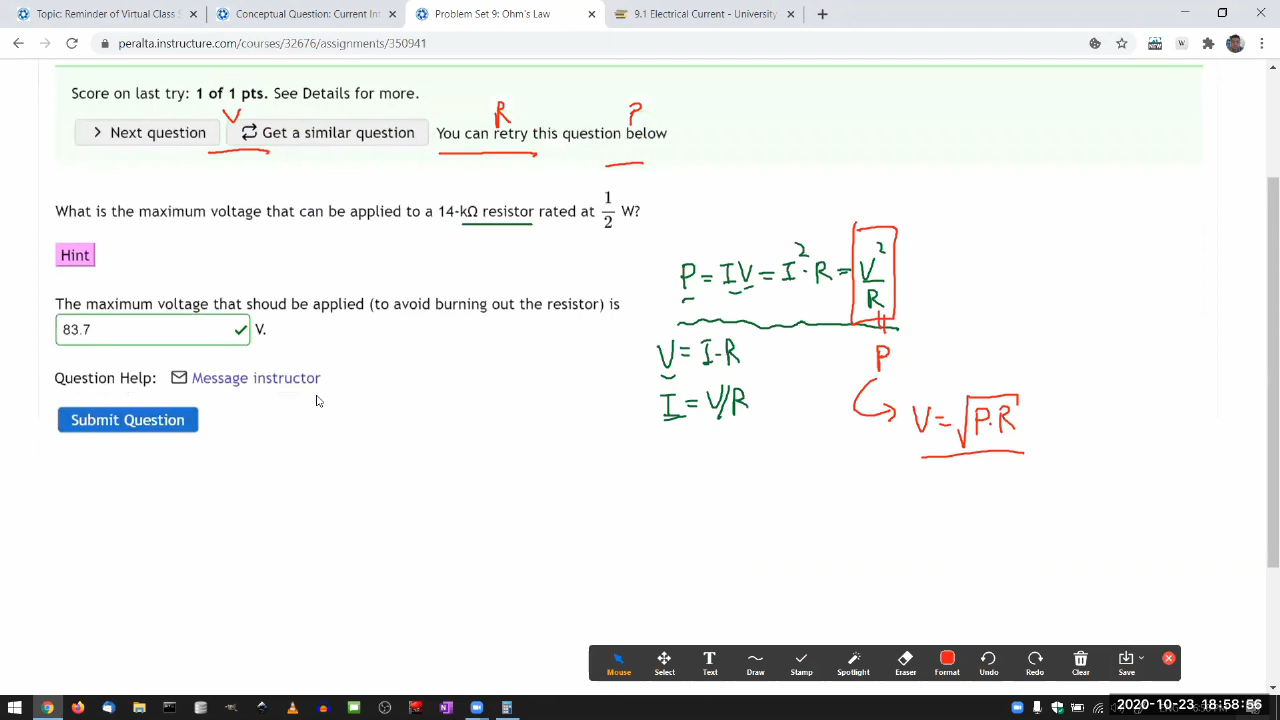 Topic: Reminder of Virtual Class S
Conceptual Question: Current Int
Problem Set 9: Ohm's Law
9.1 Electrical Current - University
peralta.instructure.com/courses/32676/assignments/350941
Score on last try: 1 of 1 pts. See Details for more.
V
R
P
> Next question
Get a similar question
You can retry this question below
What is the maximum voltage that can be applied to a 14-kΩ resistor rated at 1/2 W?
Hint
P = IV = I²·R = V²/R
The maximum voltage that shoud be applied (to avoid burning out the resistor) is
83.7 V.
V = I·R
P
Question Help: Message instructor
I = V/R
V = √P·R
Submit Question
Mouse Select Text Draw Stamp Spotlight Eraser Format Undo Redo Clear Save
2020-10-23 18:58:56